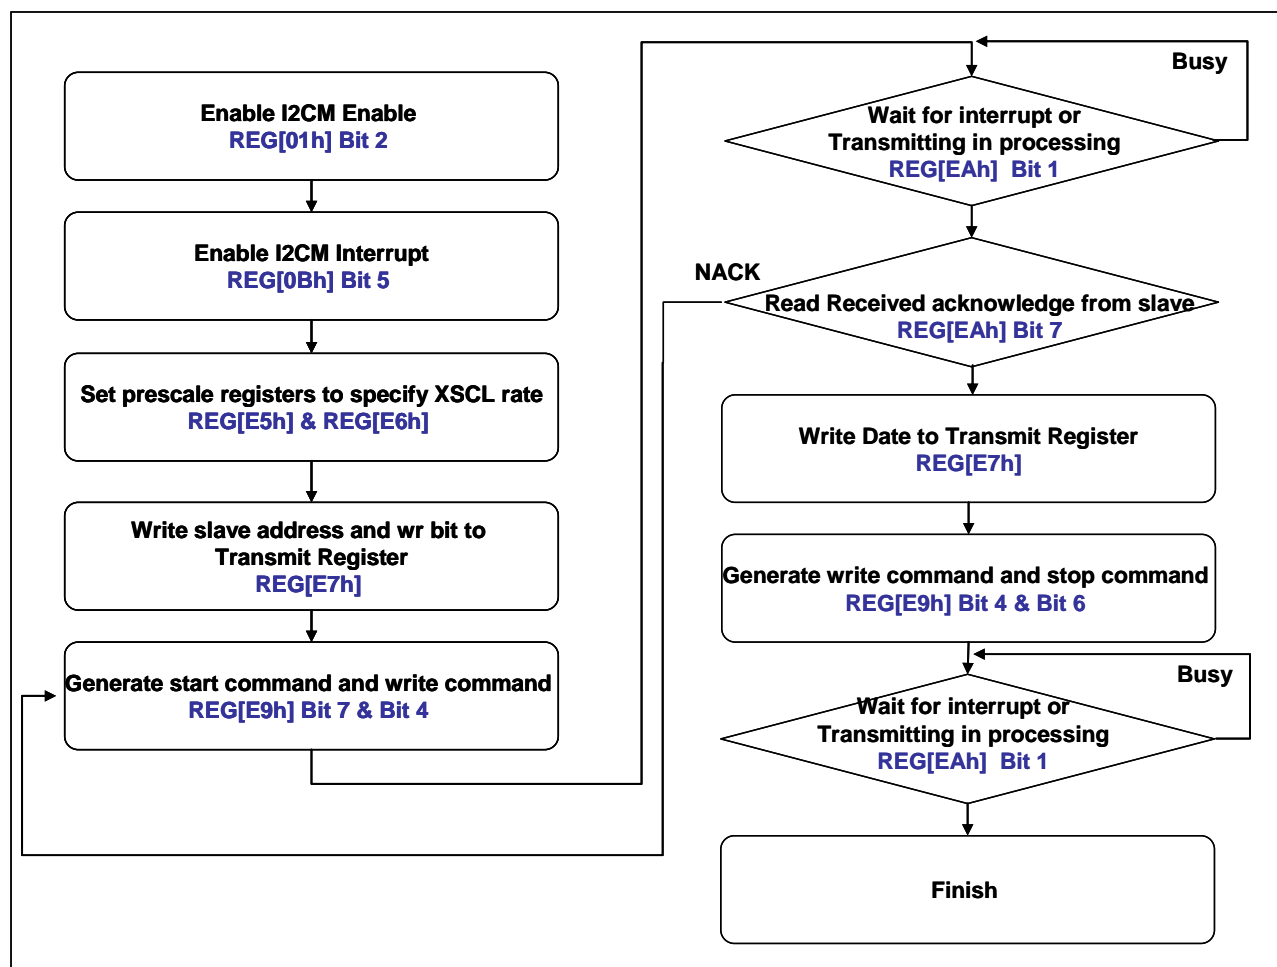 Enable I2CM Enable
REG[01h] Bit 2
Enable I2CM Interrupt
REG[0Bh] Bit 5
Set prescale registers to specify XSCL rate
REG[E5h] & REG[E6h]
Write slave address and wr bit to
Transmit Register
REG[E7h]
Generate start command and write command
REG[E9h] Bit 7 & Bit 4
Busy
Wait for interrupt or
Transmitting in processing
REG[EAh]  Bit 1
NACK
Read Received acknowledge from slave
REG[EAh] Bit 7
Write Date to Transmit Register
REG[E7h]
Generate write command and stop command
REG[E9h] Bit 4 & Bit 6
Busy
Wait for interrupt or
Transmitting in processing
REG[EAh]  Bit 1
Finish